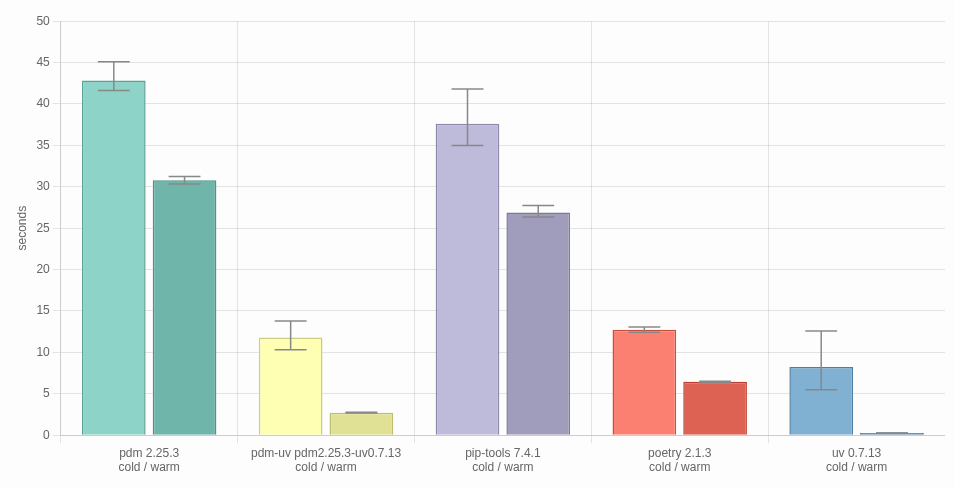 50
45
40
35
30
25
20
15
10
5
0
seconds
pdm 2.25.3
cold / warm
pdm-uv pdm2.25.3-uv0.7.13
cold / warm
pip-tools 7.4.1
cold / warm
poetry 2.1.3
cold / warm
uv 0.7.13
cold / warm